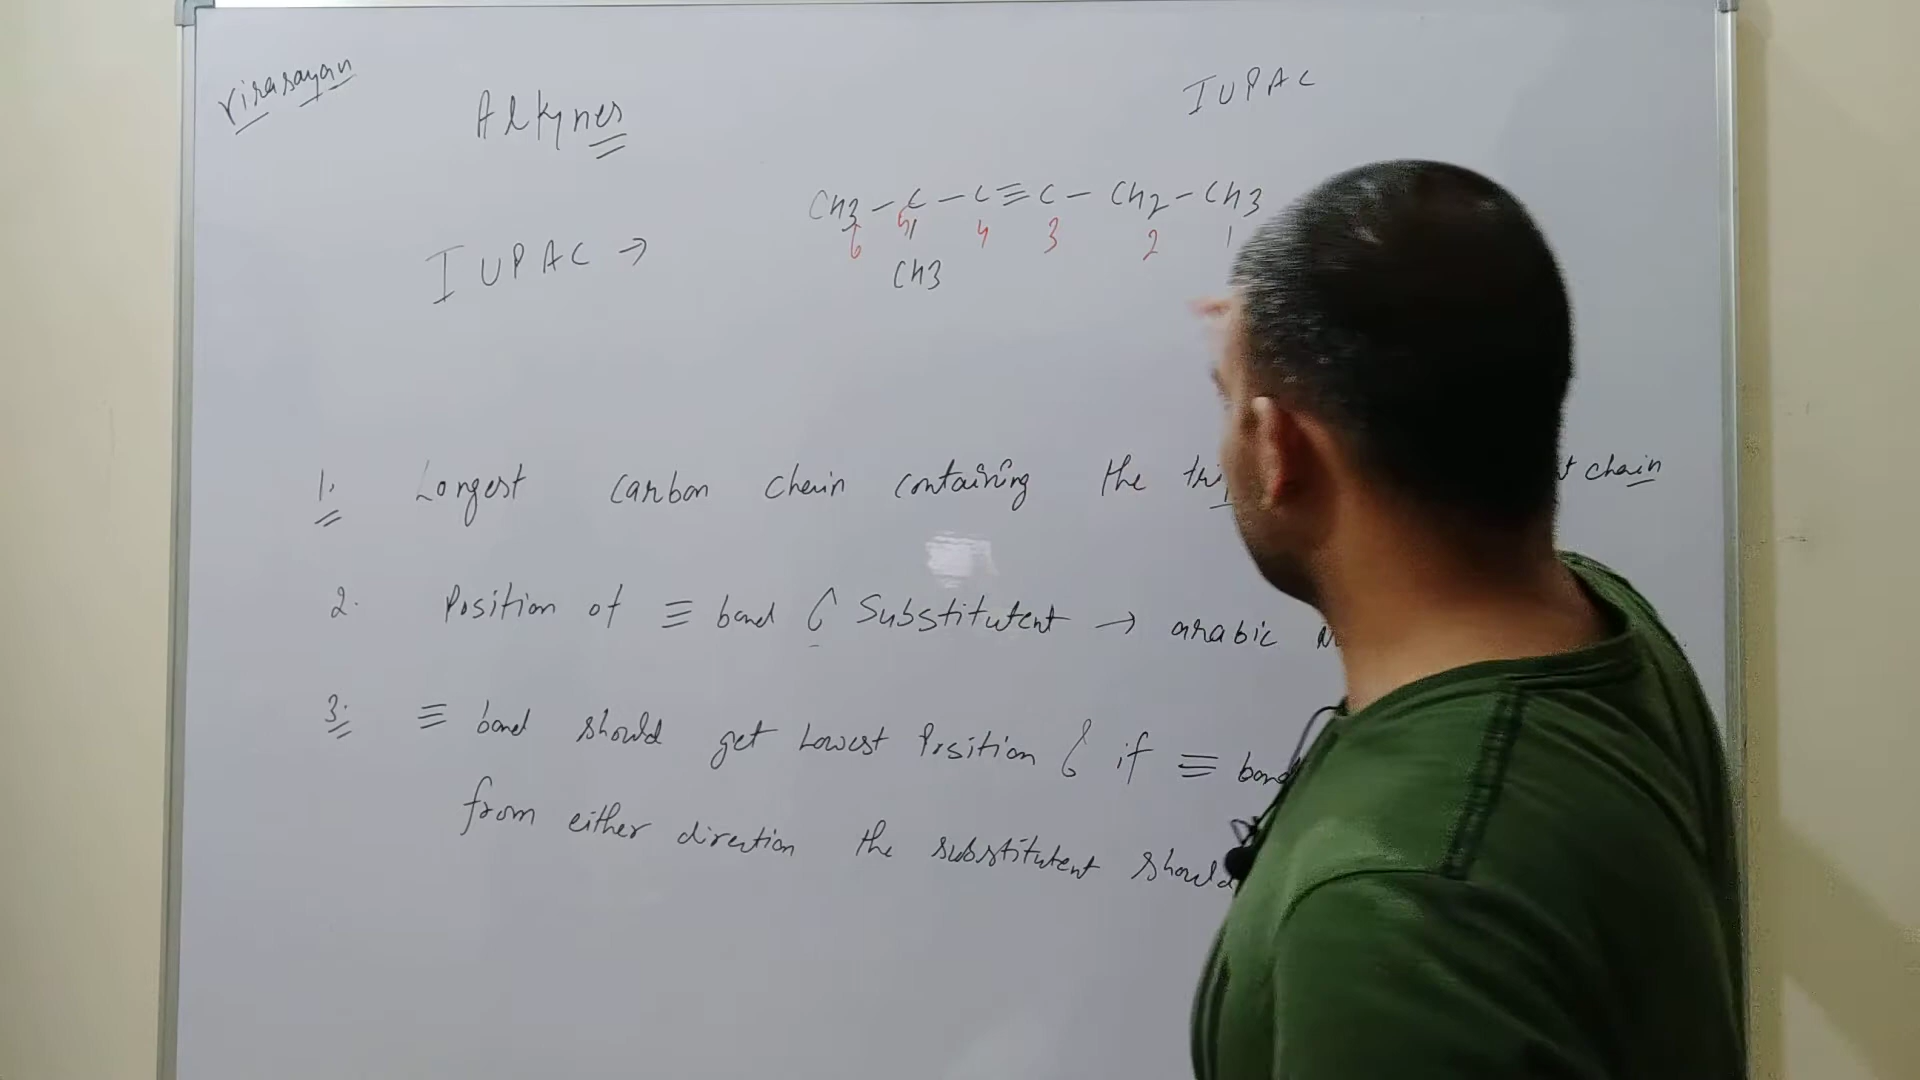 Virasayan
Alkynes
IUPAC
CH3 - C - C ≡ C - CH2 - CH3
6 5 4 3 2 1
IUPAC →
CH3
1. Longest carbon chain containing the tri t chain
2. Position of ≡ bond & Substitutent → arabic
3. ≡ bond should get Lowest Position & if ≡ bond
from either direction the substitutent should